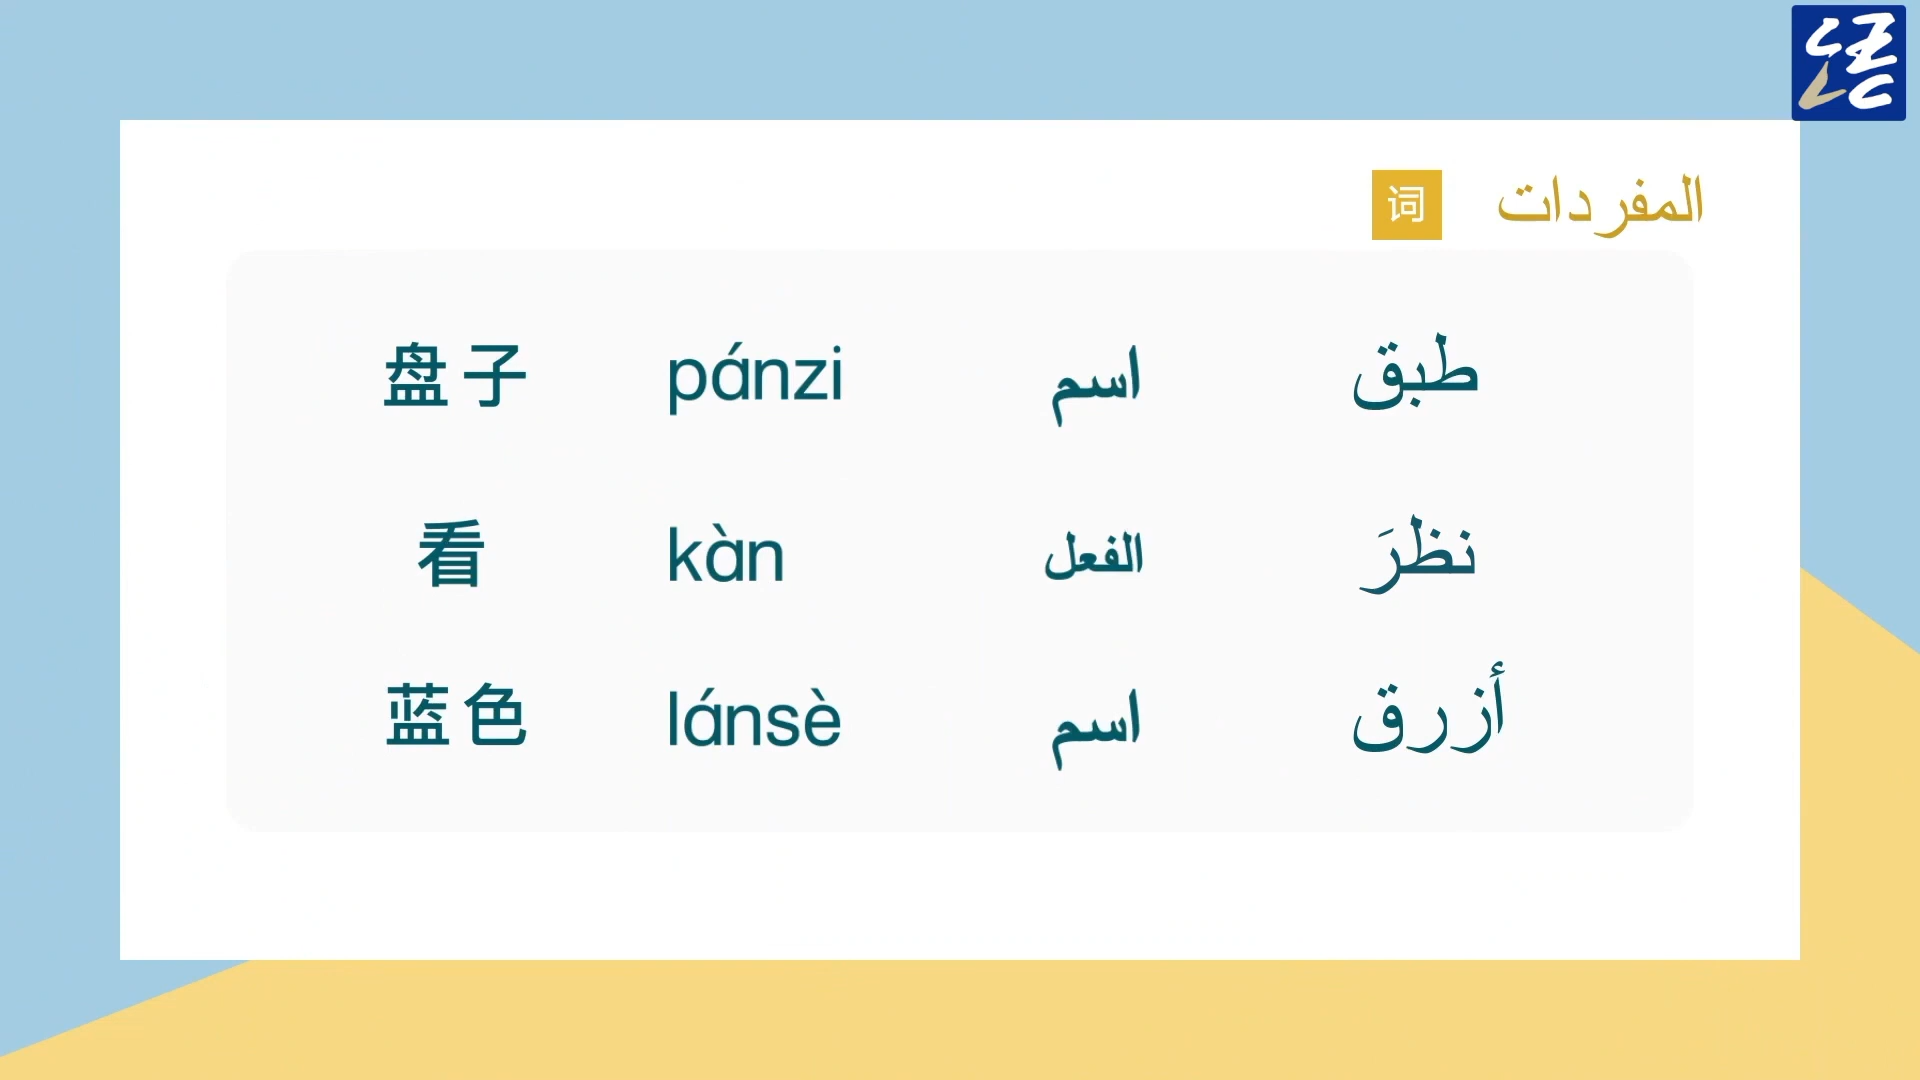 المفردات 词
盘子 pánzi اسم طبق
看 kàn الفعل نظرَ
蓝色 lánsè اسم أزرق